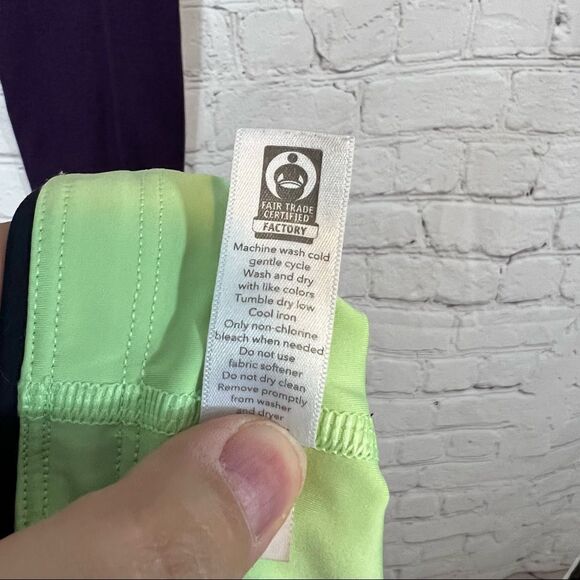 FAIR TRADE
CERTIFIED
FACTORY
Machine wash cold
gentle cycle
Wash and dry
with like colors
Tumble dry low
Cool iron
Only non-chlorine
bleach when needed
Do not use
fabric softener
Do not dry clean
Remove promptly
from washer
and dryer